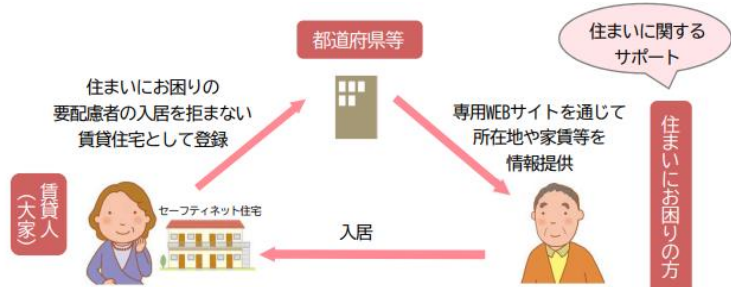 都道府県等
住まいに関する
サポート
住まいにお困りの
要配慮者の入居を拒まない
賃貸住宅として登録
専用WEBサイトを通じて
所在地や家賃等を
情報提供
賃貸人
（大家）
セーフティネット住宅
入居
住まいにお困りの方